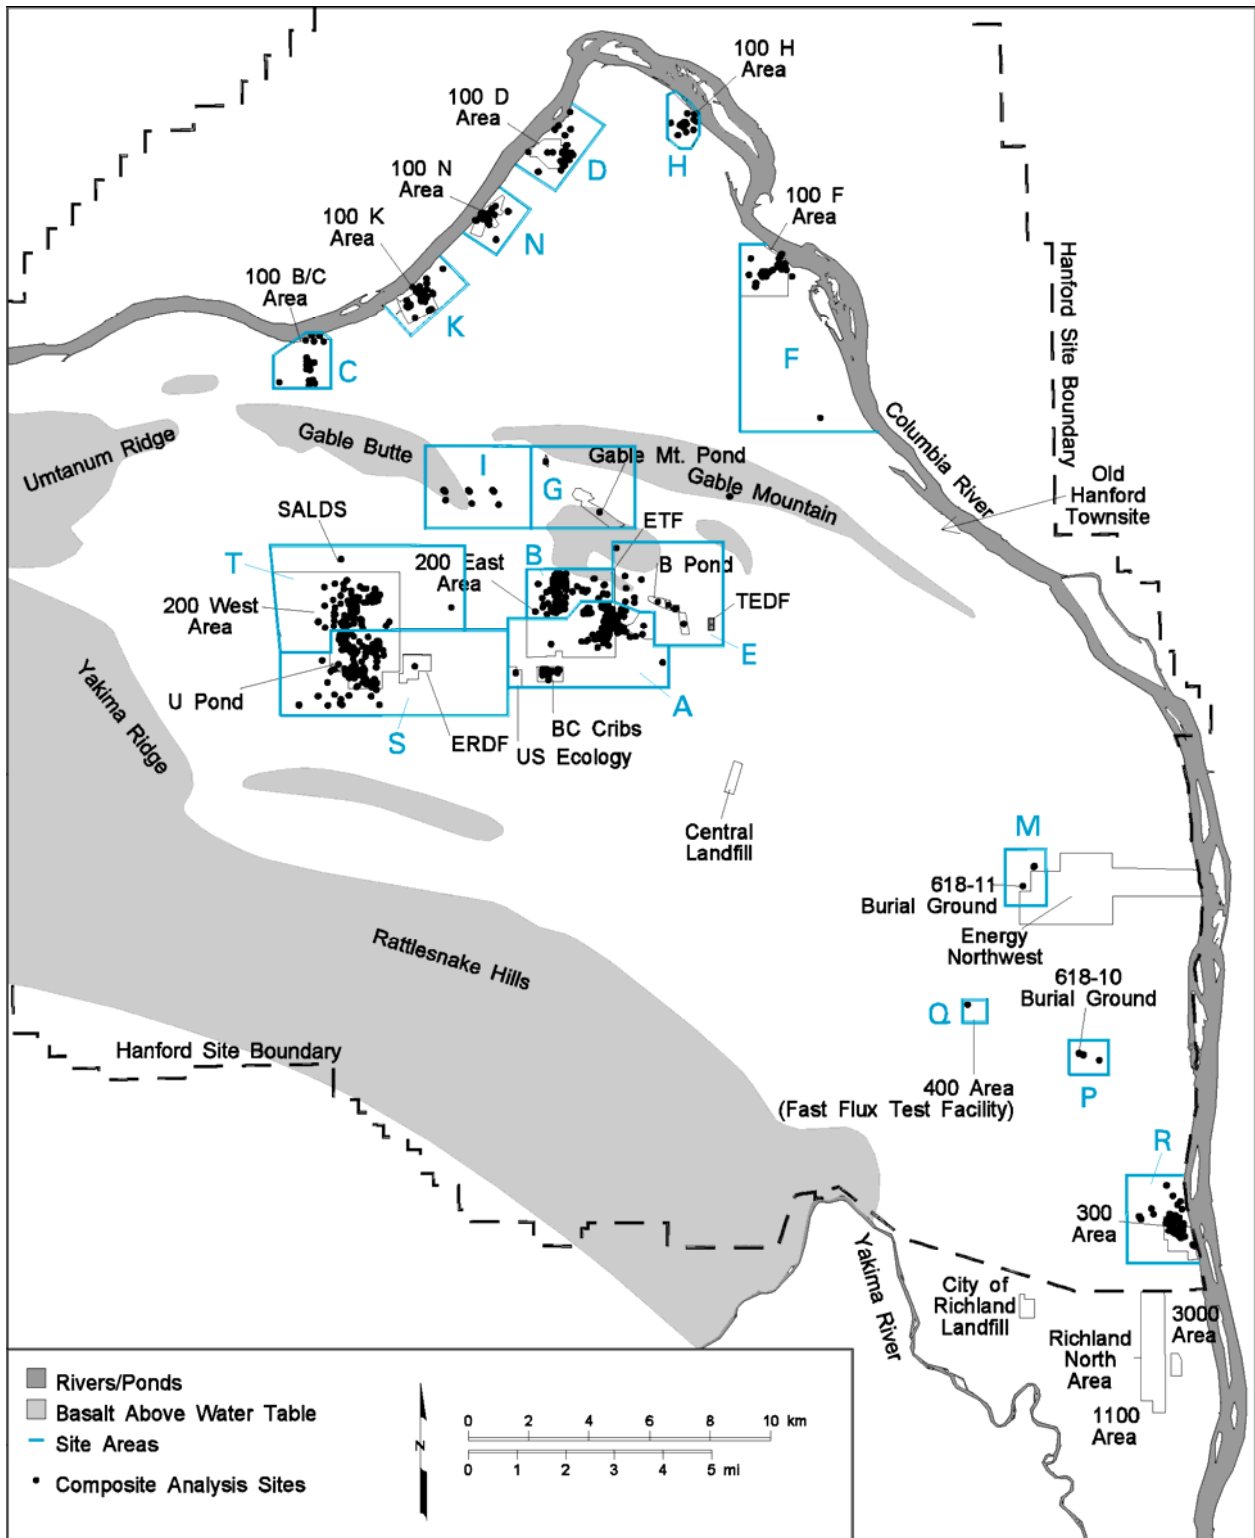 100 H
Area
100 D
Area
D
H
100 N
Area
N
100 F
Area
100 K
Area
K
100 B/C
Area
C
F
Hanford Site Boundary
Columbia River
Umtanum Ridge
Gable Butte
I
G
Gable Mt. Pond
Gable Mountain
Old
Hanford
Townsite
SALDS
ETF
T
200 East
Area
B
B Pond
TEDF
200 West
Area
E
Yakima Ridge
U Pond
S
ERDF
BC Cribs
US Ecology
A
Central
Landfill
M
618-11
Burial Ground
Energy
Northwest
Rattlesnake Hills
618-10
Burial Ground
Q
P
400 Area
(Fast Flux Test Facility)
Hanford Site Boundary
R
300
Area
Yakima River
City of
Richland
Landfill
3000
Area
Richland
North
Area
1100
Area
Rivers/Ponds
Basalt Above Water Table
Site Areas
Composite Analysis Sites
N
0 2 4 6 8 10 km
0 1 2 3 4 5 mi